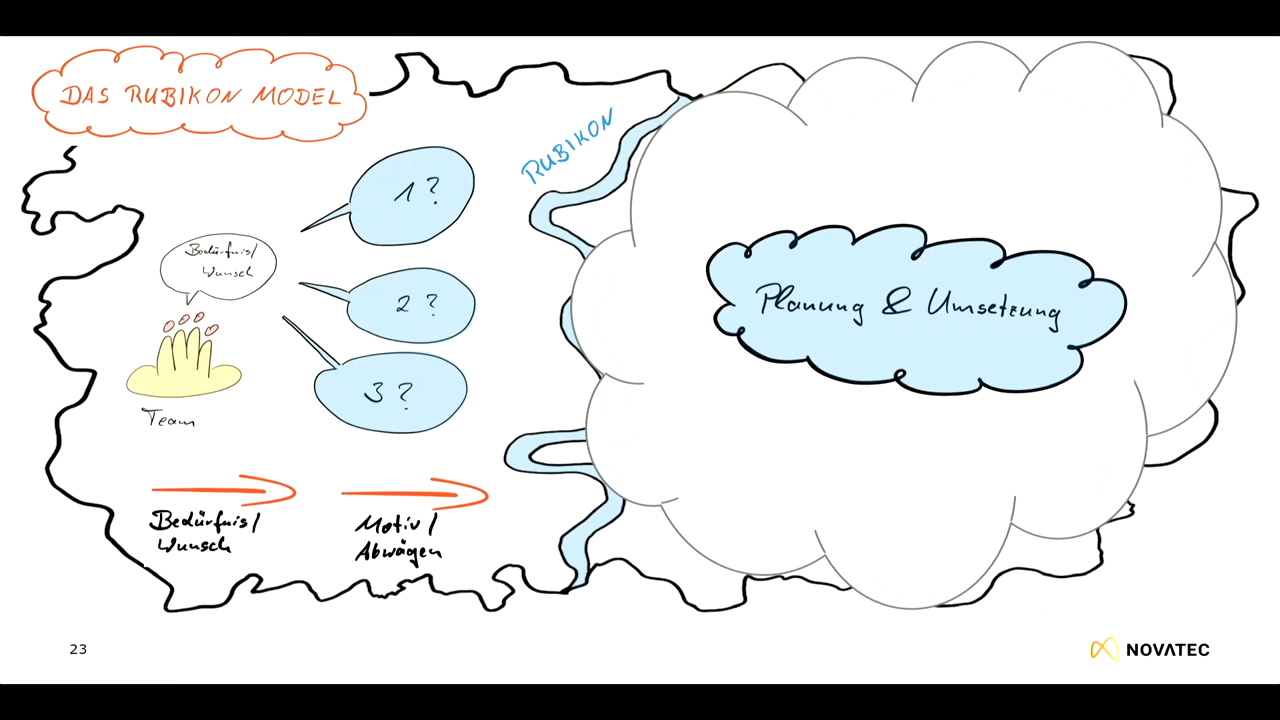 DAS RUBIKON MODEL
RUBIKON
1?
Bedürfnis/
Wunsch
2?
3?
Team
Planung & Umsetzung
Bedürfnis/
Wunsch
Motiv/
Abwägen
23
NOVATEC